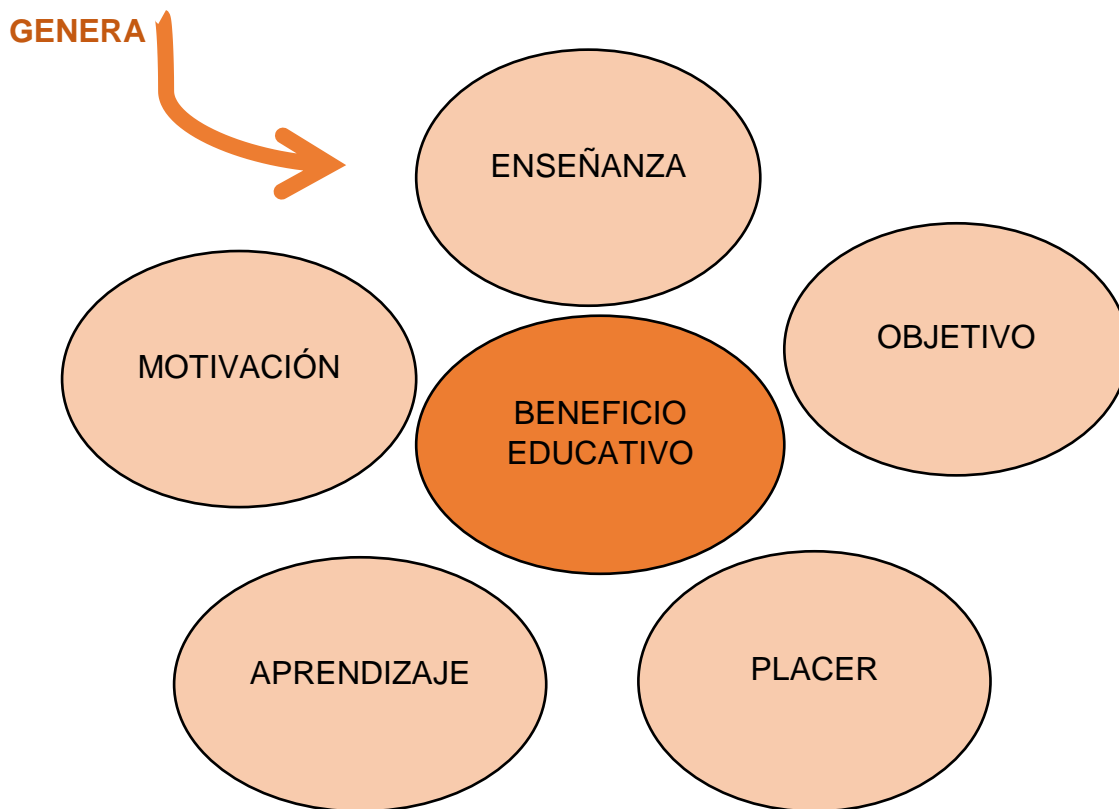 GENERA
ENSEÑANZA
OBJETIVO
MOTIVACIÓN
BENEFICIO
EDUCATIVO
APRENDIZAJE
PLACER